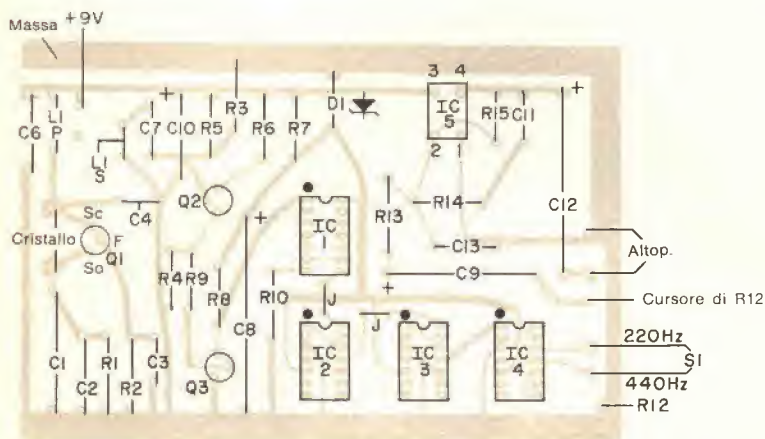 Massa
+9V
3 4
+
+
C6
L1
P
C7
C10
R5
R3
R6
R7
D1
IC
5
R15
C11
L1
S
2 1
Q2
C4
Sc
+
R13
R14
C12
Cristallo
F
Q1
So
IC
1
C13
Altop.
R4
R9
R8
C8
R10
C9
+
J
J
Cursore di R12
C1
C2
R1
R2
C3
Q3
IC
2
IC
3
IC
4
220Hz
S1
440Hz
R12